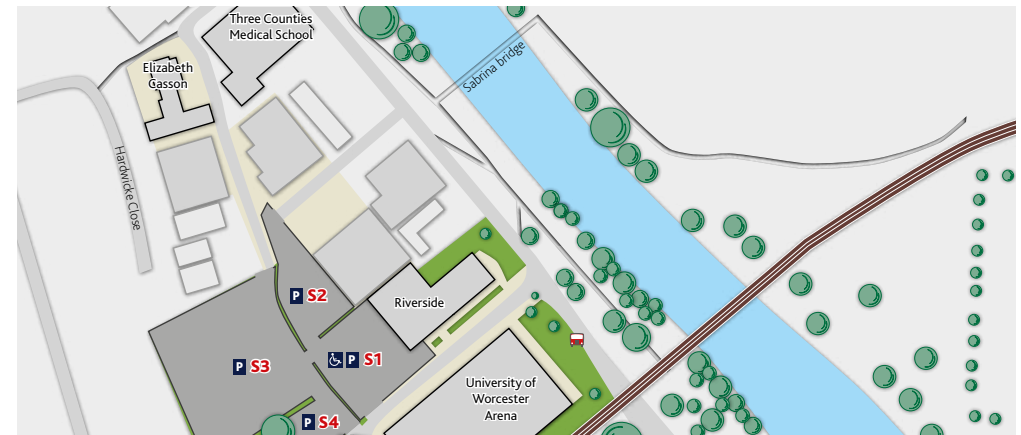 Three Counties
Medical School
Sabrina bridge
Elizabeth
Casson
Hardwicke Close
P S2
Riverside
P S3
P S1
University of
Worcester
Arena
P S4